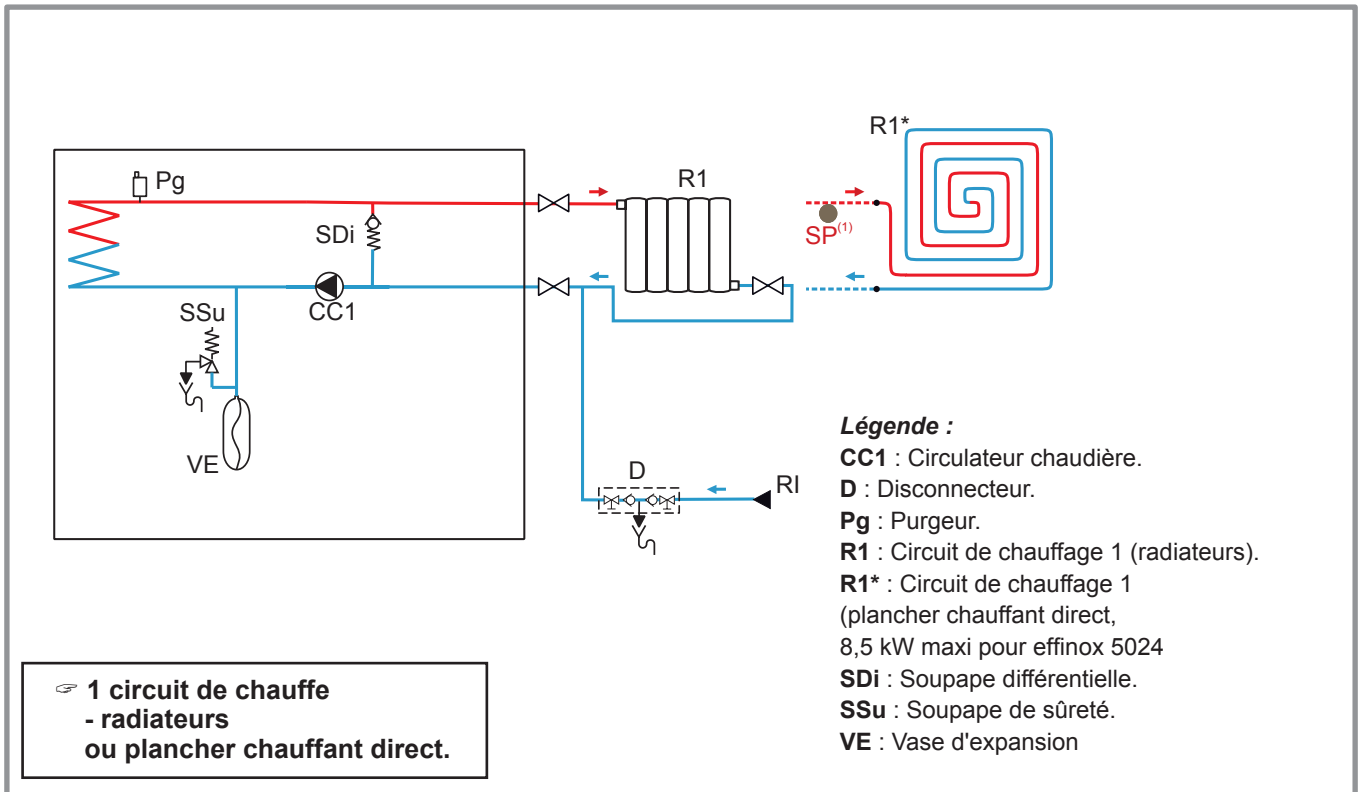 R1*
Pg
R1
SDi
SP(1)
SSu
CC1
VE
D
RI
Légende :
CC1 : Circulateur chaudière.
D : Disconnecteur.
Pg : Purgeur.
R1 : Circuit de chauffage 1 (radiateurs).
R1* : Circuit de chauffage 1
(plancher chauffant direct,
8,5 kW maxi pour effinox 5024
SDi : Soupape différentielle.
SSu : Soupape de sûreté.
VE : Vase d'expansion
☞ 1 circuit de chauffe
- radiateurs
ou plancher chauffant direct.